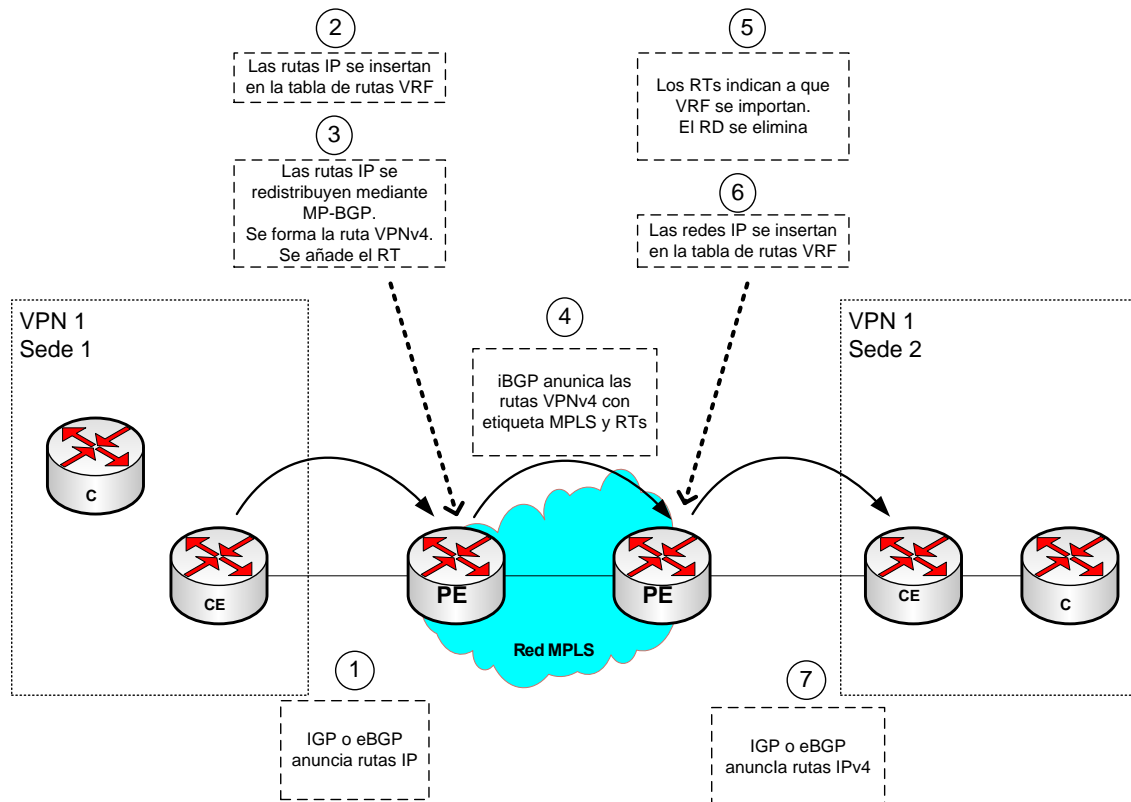 2
Las rutas IP se insertan
en la tabla de rutas VRF
3
Las rutas IP se
redistribuyen mediante
MP-BGP.
Se forma la ruta VPNv4.
Se añade el RT
5
Los RTs indican a que
VRF se importan.
El RD se elimina
6
Las redes IP se insertan
en la tabla de rutas VRF
VPN 1
Sede 1
4
iBGP anunica las
rutas VPNv4 con
etiqueta MPLS y RTs
VPN 1
Sede 2
C
CE
PE
PE
CE
C
Red MPLS
1
IGP o eBGP
anuncia rutas IP
7
IGP o eBGP
anuncIa rutas IPv4